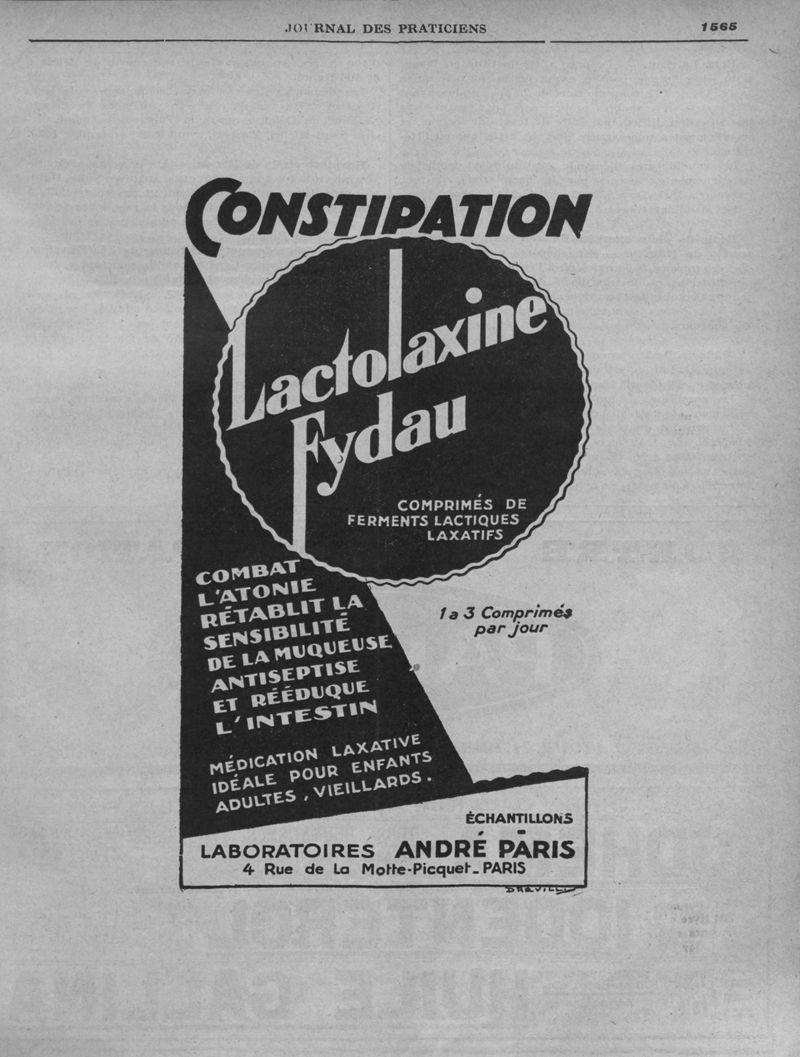 JOURNAL DES PRATICIENS
1565
CONSTIPATION
Lactolaxine
Fydau
COMPRIMÉS DE
FERMENTS LACTIQUES
LAXATIFS
COMBAT
L'ATONIE
RÉTABLIT LA
SENSIBILITÉ
DE LA MUQUEUSE
ANTISEPTISE
ET RÉÉDUQUE
L'INTESTIN
1 a 3 Comprimés
par jour
MÉDICATION LAXATIVE
IDÉALE POUR ENFANTS
ADULTES, VIEILLARDS.
ÉCHANTILLONS
LABORATOIRES ANDRÉ PARIS
4 Rue de La Motte-Picquet_PARIS